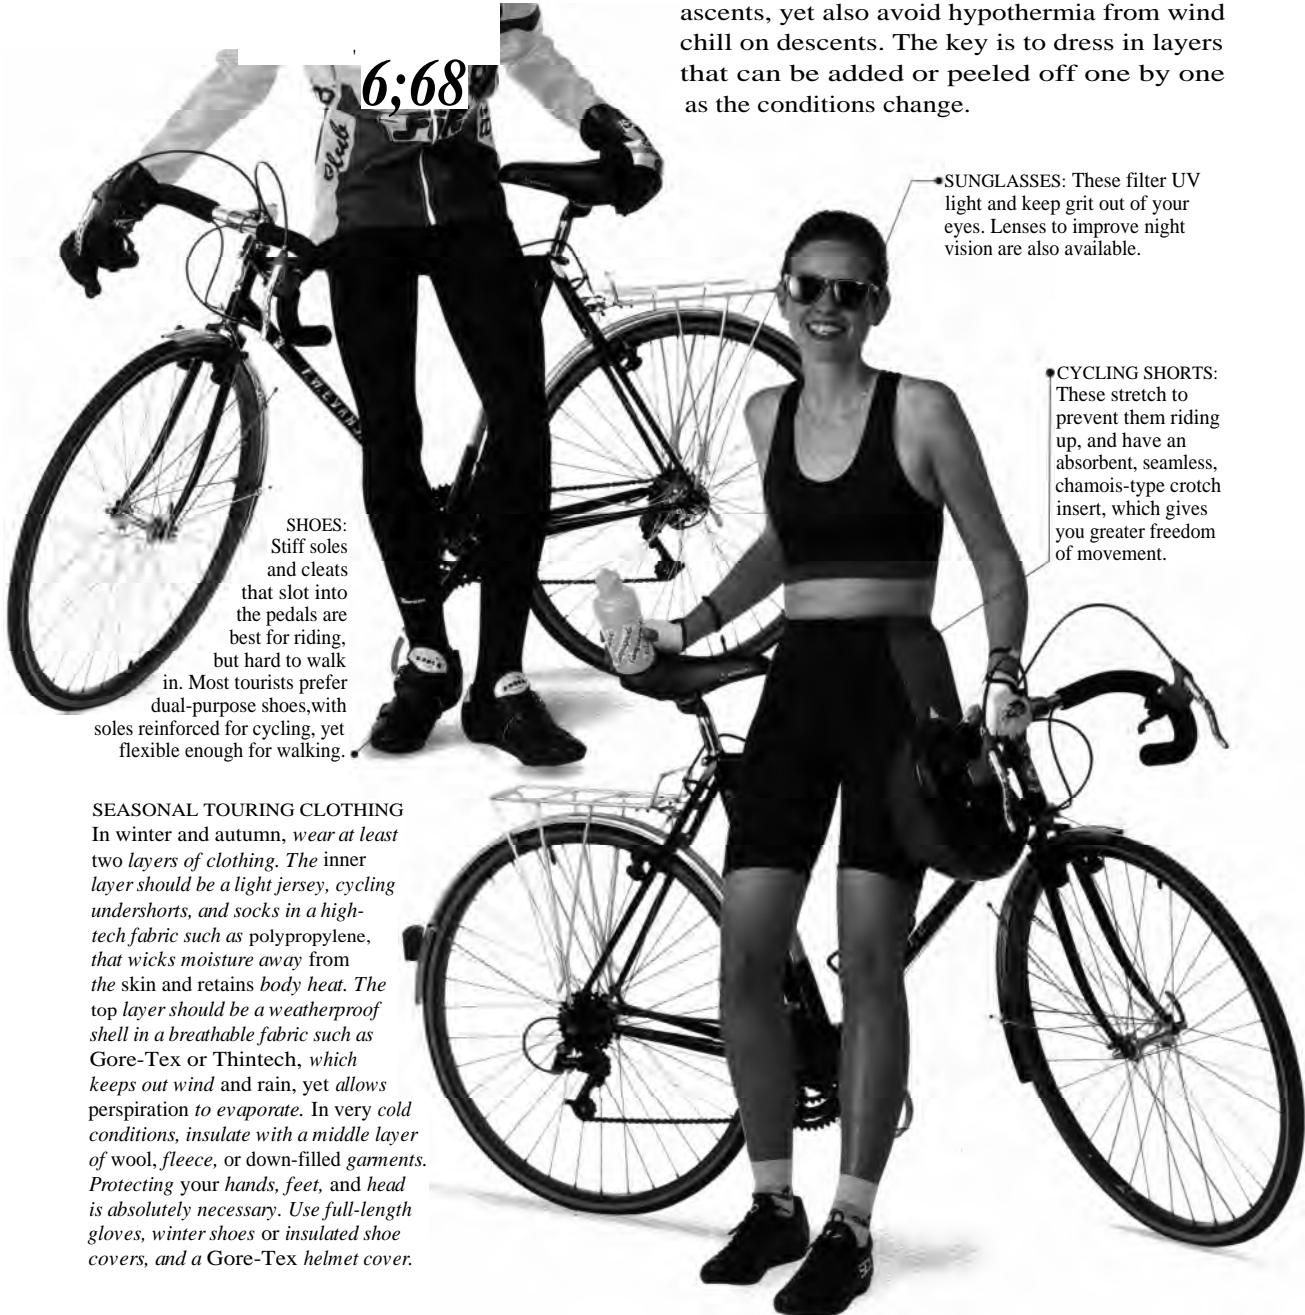 ascents, yet also avoid hypothermia from wind
chill on descents. The key is to dress in layers
that can be added or peeled off one by one
as the conditions change.
6;68
Club
SUNGLASSES: These filter UV
light and keep grit out of your
eyes. Lenses to improve night
vision are also available.
CYCLING SHORTS:
These stretch to
prevent them riding
up, and have an
absorbent, seamless,
chamois-type crotch
insert, which gives
you greater freedom
of movement.
F.W.EVANS
SHOES:
Stiff soles
and cleats
that slot into
the pedals are
best for riding,
but hard to walk
in. Most tourists prefer
dual-purpose shoes,with
soles reinforced for cycling, yet
flexible enough for walking.
SEASONAL TOURING CLOTHING
In winter and autumn, wear at least
two layers of clothing. The inner
layer should be a light jersey, cycling
undershorts, and socks in a high-
tech fabric such as polypropylene,
that wicks moisture away from
the skin and retains body heat. The
top layer should be a weatherproof
shell in a breathable fabric such as
Gore-Tex or Thintech, which
keeps out wind and rain, yet allows
perspiration to evaporate. In very cold
conditions, insulate with a middle layer
of wool, fleece, or down-filled garments.
Protecting your hands, feet, and head
is absolutely necessary. Use full-length
gloves, winter shoes or insulated shoe
covers, and a Gore-Tex helmet cover.